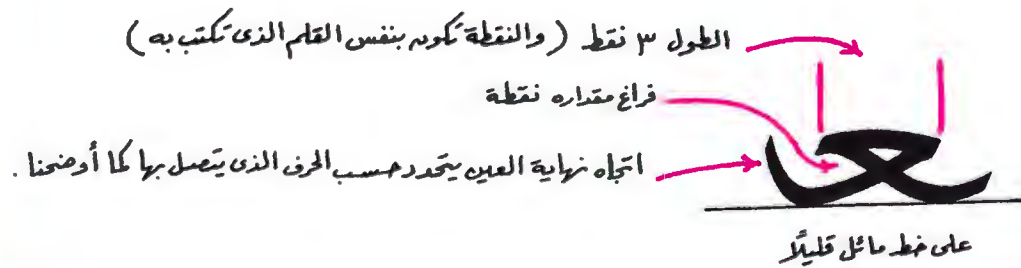 الطول ٣ نقط ( والنقطة تكون بنفس القلم الذى تكتب به )
فراغ مقداره نقطة
اتجاه نهاية العين يتحدد حسب الحرف الذى يتصل بها كما أوضحنا .
على خط مائل قليلًا